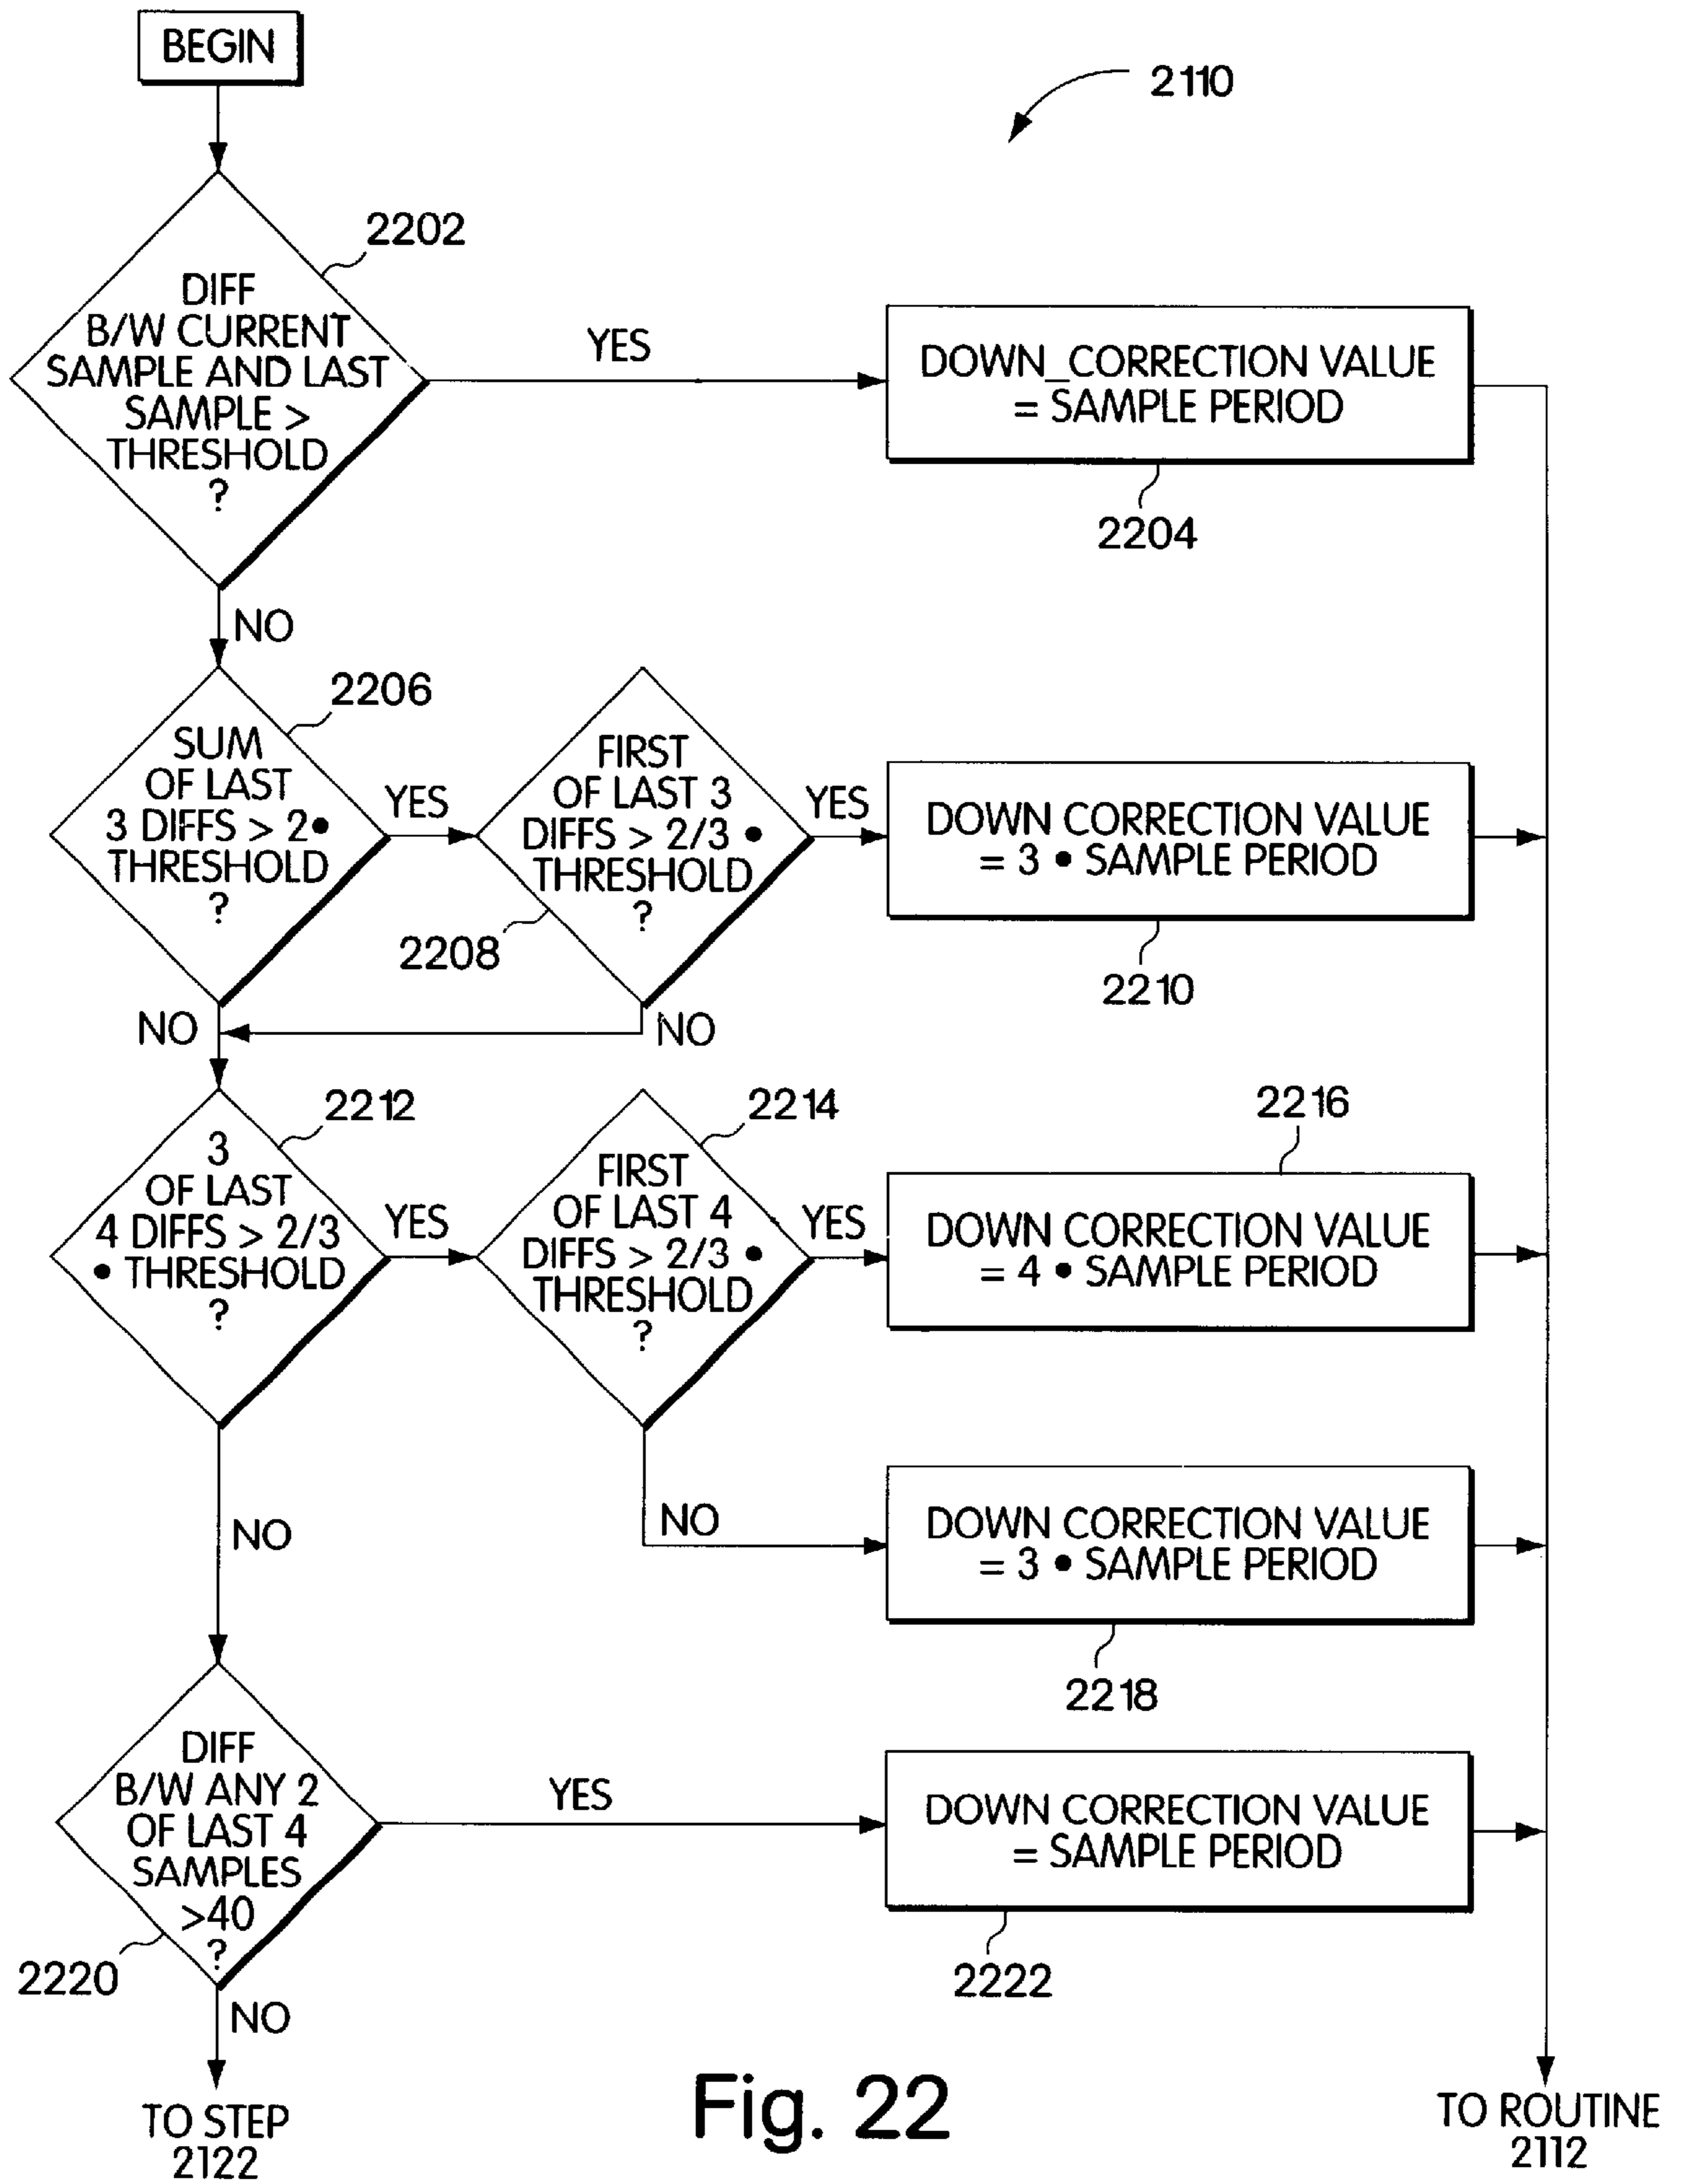 BEGIN
2110
2202
DIFF
B/W CURRENT
SAMPLE AND LAST
SAMPLE >
THRESHOLD
?
YES
DOWN_CORRECTION VALUE
= SAMPLE PERIOD
2204
NO
2206
SUM
OF LAST
3 DIFFS > 2•
THRESHOLD
?
YES
FIRST
OF LAST 3
DIFFS > 2/3 •
THRESHOLD
?
2208
YES
DOWN CORRECTION VALUE
= 3 • SAMPLE PERIOD
2210
NO
NO
2212
3
OF LAST
4 DIFFS > 2/3
• THRESHOLD
?
YES
2214
FIRST
OF LAST 4
DIFFS > 2/3 •
THRESHOLD
?
YES
2216
DOWN CORRECTION VALUE
= 4 • SAMPLE PERIOD
NO
NO
DOWN CORRECTION VALUE
= 3 • SAMPLE PERIOD
2218
DIFF
B/W ANY 2
OF LAST 4
SAMPLES
>40
?
2220
YES
DOWN CORRECTION VALUE
= SAMPLE PERIOD
2222
NO
TO STEP
2122
Fig. 22
TO ROUTINE
2112